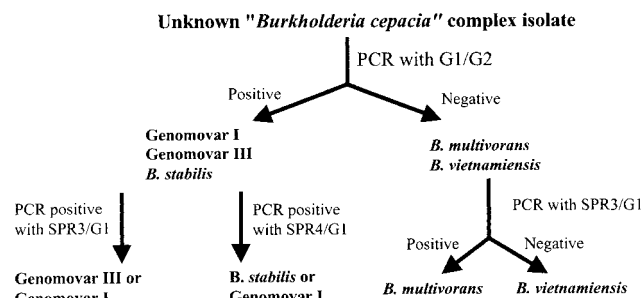 Unknown "Burkholderia cepacia" complex isolate
PCR with G1/G2
Positive
Negative
Genomovar I
Genomovar III
B. stabilis
B. multivorans
B. vietnamiensis
PCR positive
with SPR3/G1
PCR positive
with SPR4/G1
PCR with SPR3/G1
Positive
Negative
Genomovar III or
Genomovar I
B. stabilis or
Genomovar I
B. multivorans
B. vietnamiensis